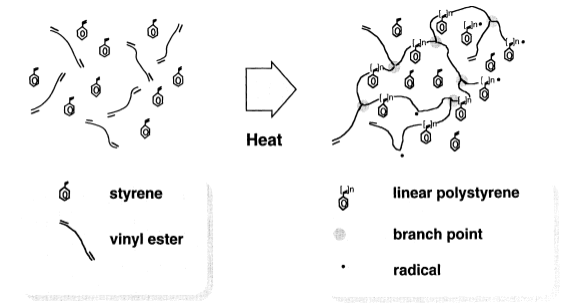 Heat
styrene
vinyl ester
linear polystyrene
branch point
radical